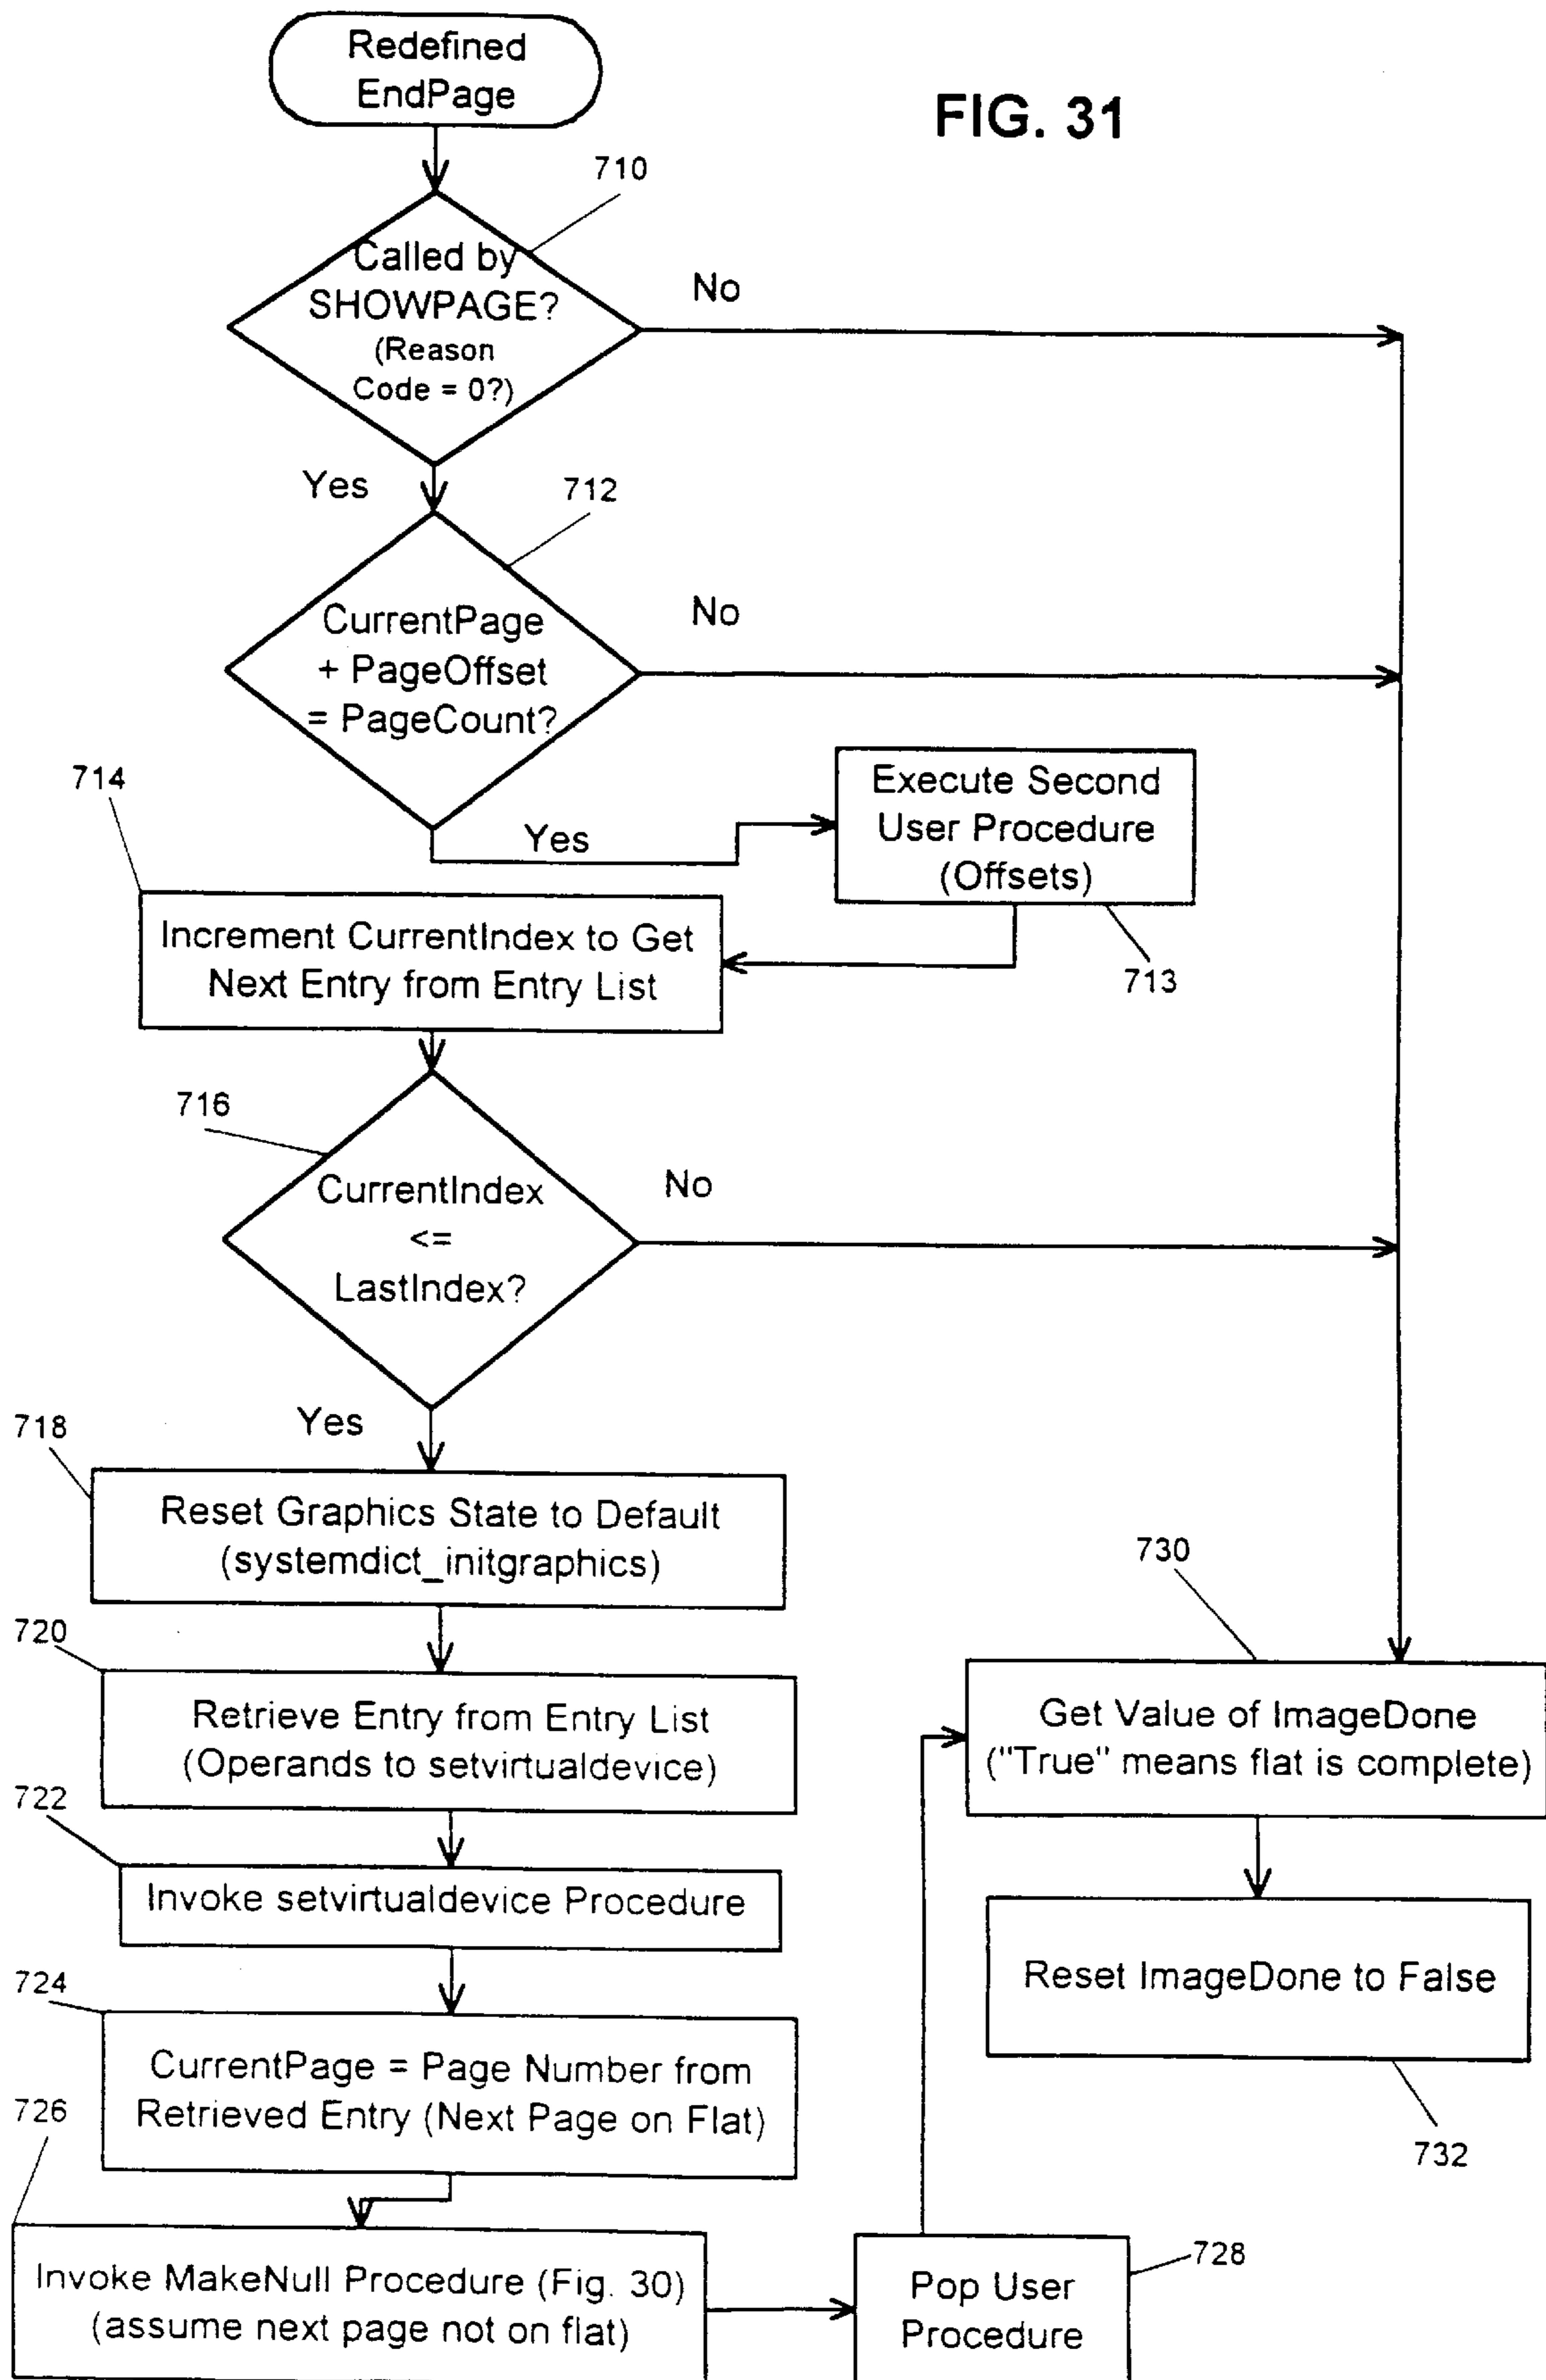 Redefined
EndPage
FIG. 31
710
Called by
SHOWPAGE?
(Reason
Code = 0?)
No
Yes
712
CurrentPage
+ PageOffset
= PageCount?
No
Yes
Execute Second
User Procedure
(Offsets)
713
714
Increment CurrentIndex to Get
Next Entry from Entry List
716
CurrentIndex
<=
LastIndex?
No
Yes
718
Reset Graphics State to Default
(systemdict_initgraphics)
720
Retrieve Entry from Entry List
(Operands to setvirtualdevice)
722
Invoke setvirtualdevice Procedure
724
CurrentPage = Page Number from
Retrieved Entry (Next Page on Flat)
726
Invoke MakeNull Procedure (Fig. 30)
(assume next page not on flat)
728
Pop User
Procedure
730
Get Value of ImageDone
("True" means flat is complete)
Reset ImageDone to False
732